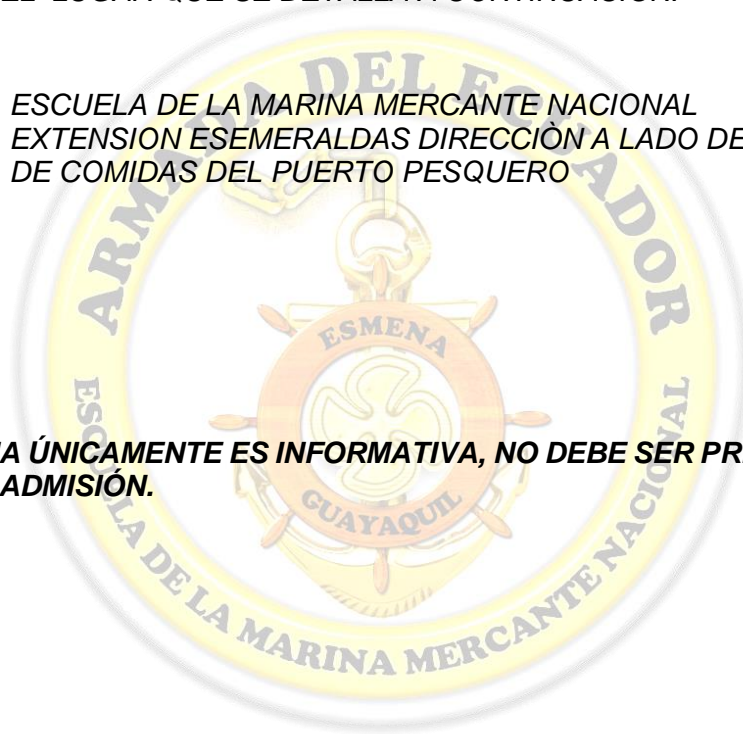 ESCUELA DE LA MARINA MERCANTE NACIONAL
EXTENSION ESEMERALDAS DIRECCIÒN A LADO DE
DE COMIDAS DEL PUERTO PESQUERO
ARMADA DEL ECUADOR
ESMENA
GUAYAQUIL
ÚNICAMENTE ES INFORMATIVA, NO DEBE SER
ADMISIÓN.
ESCUELA DE LA MARINA MERCANTE NACIONAL